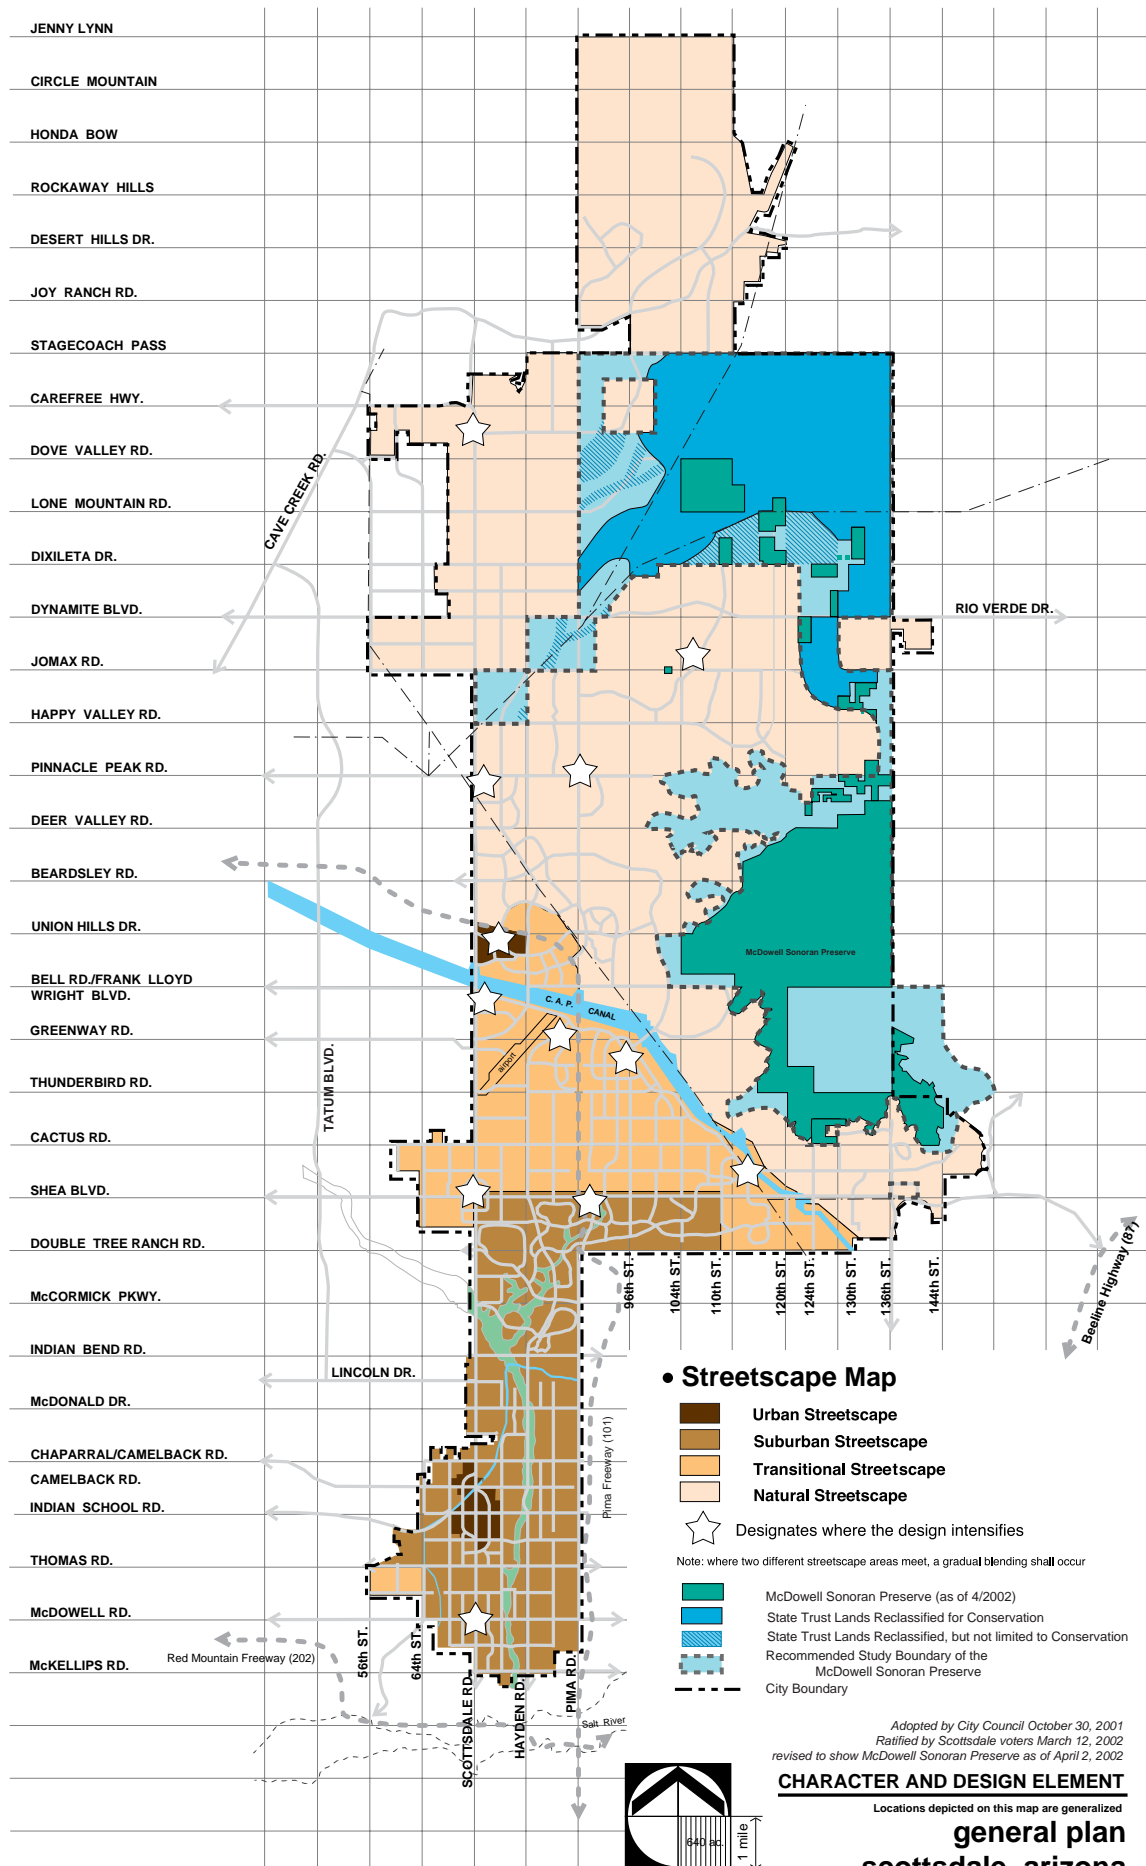 JENNY LYNN
CIRCLE MOUNTAIN
HONDA BOW
ROCKAWAY HILLS
DESERT HILLS DR.
JOY RANCH RD.
STAGECOACH PASS
CAREFREE HWY.
DOVE VALLEY RD.
LONE MOUNTAIN RD.
DIXILETA DR.
DYNAMITE BLVD.
JOMAX RD.
HAPPY VALLEY RD.
PINNACLE PEAK RD.
DEER VALLEY RD.
BEARDSLEY RD.
UNION HILLS DR.
BELL RD./FRANK LLOYD
WRIGHT BLVD.
GREENWAY RD.
THUNDERBIRD RD.
CACTUS RD.
SHEA BLVD.
DOUBLE TREE RANCH RD.
McCORMICK PKWY.
INDIAN BEND RD.
LINCOLN DR.
McDONALD DR.
CHAPARRAL/CAMELBACK RD.
CAMELBACK RD.
INDIAN SCHOOL RD.
THOMAS RD.
McDOWELL RD.
McKELLIPS RD.
CAVE CREEK RD.
TATUM BLVD.
RIO VERDE DR.
McDowell Sonoran Preserve
C. A. P.
CANAL
airport
96th ST.
104th ST.
110th ST.
120th ST.
124th ST.
130th ST.
136th ST.
144th ST.
Beeline Highway (87)
Pima Freeway (101)
Red Mountain Freeway (202)
56th ST.
64th ST.
SCOTTSDALE RD.
HAYDEN RD.
PIMA RD.
Salt River
• Streetscape Map
Urban Streetscape
Suburban Streetscape
Transitional Streetscape
Natural Streetscape
Designates where the design intensifies
Note: where two different streetscape areas meet, a gradual blending shall occur
McDowell Sonoran Preserve (as of 4/2002)
State Trust Lands Reclassified for Conservation
State Trust Lands Reclassified, but not limited to Conservation
Recommended Study Boundary of the
McDowell Sonoran Preserve
City Boundary
Adopted by City Council October 30, 2001
Ratified by Scottsdale voters March 12, 2002
revised to show McDowell Sonoran Preserve as of April 2, 2002
CHARACTER AND DESIGN ELEMENT
Locations depicted on this map are generalized
general plan
scottsdale, arizona
640 ac.
1 mile